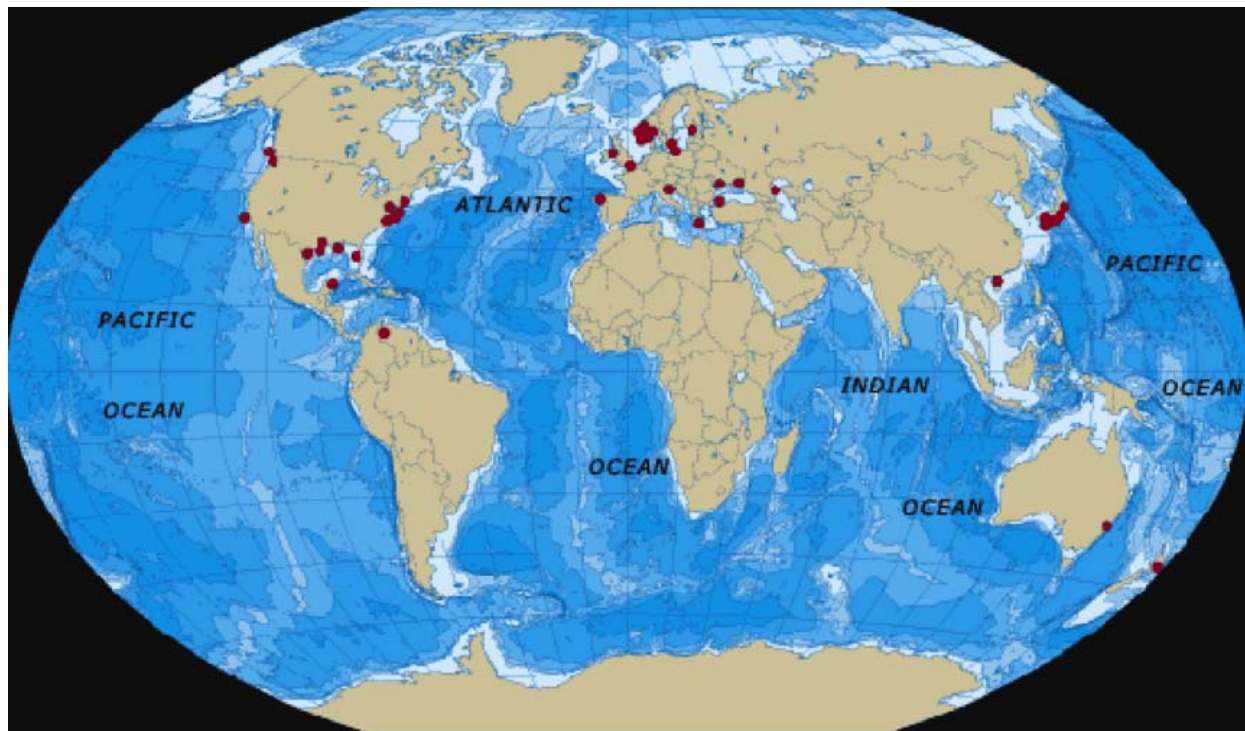 ATLANTIC
PACIFIC
PACIFIC
INDIAN
OCEAN
OCEAN
OCEAN
OCEAN